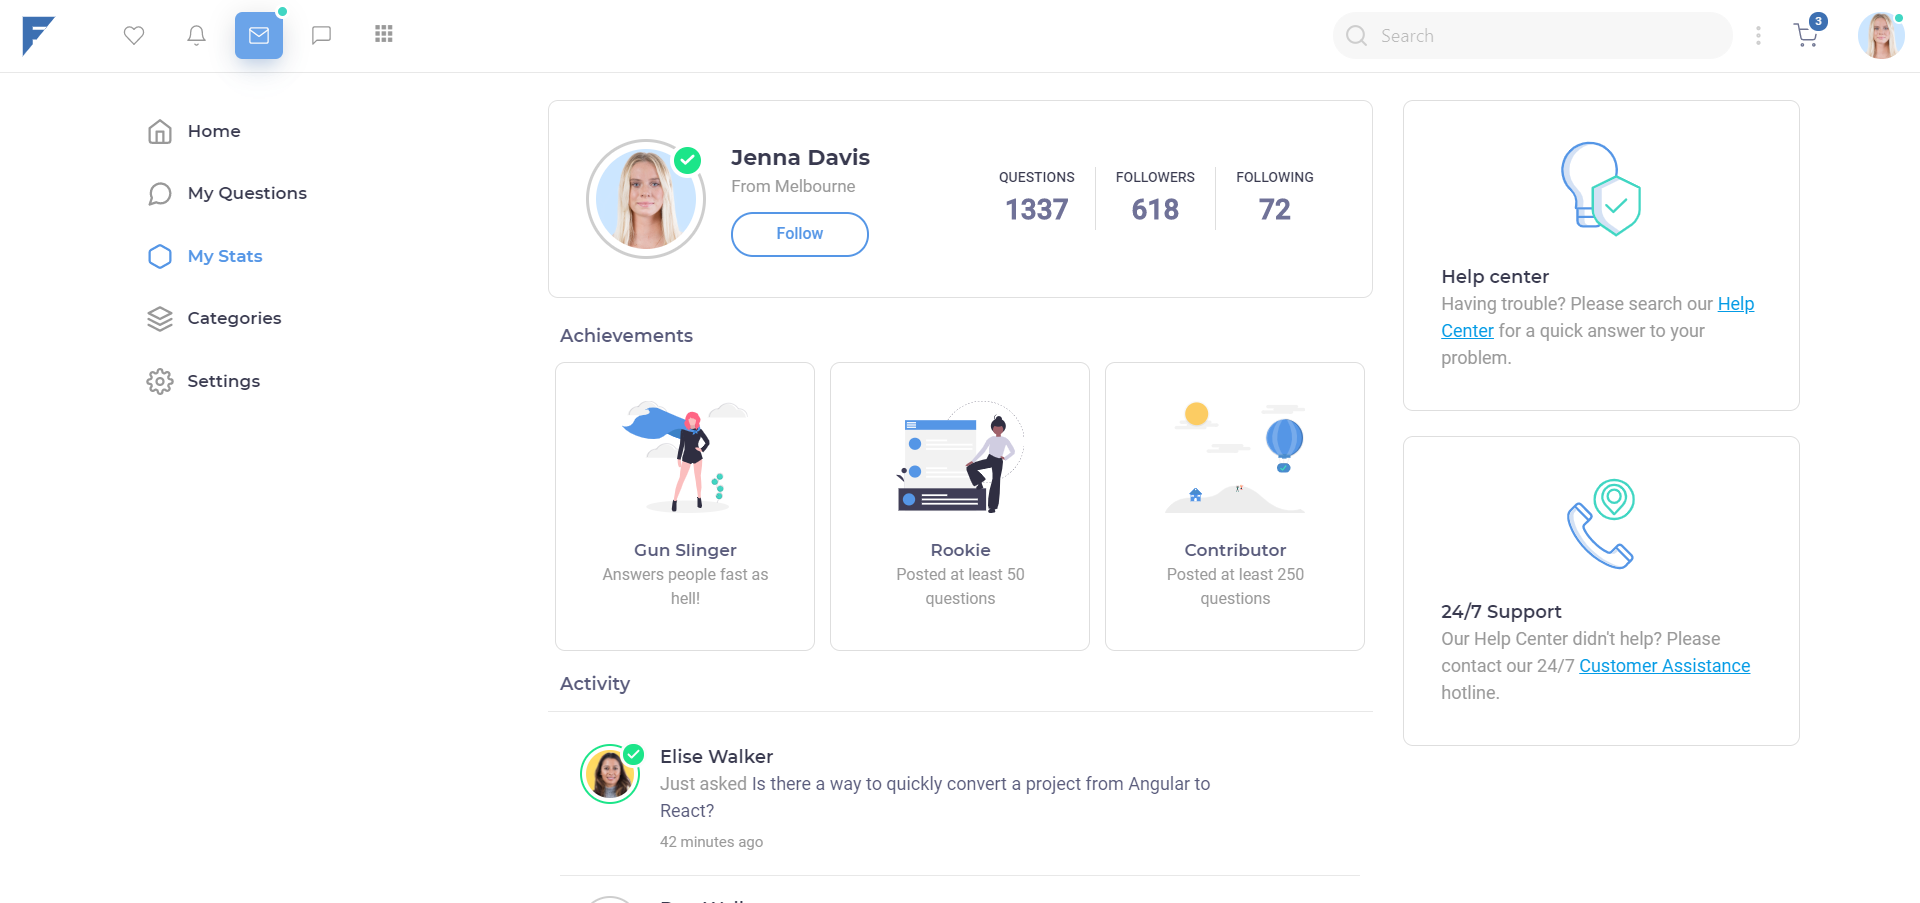 Search
3
Home
My Questions
My Stats
Categories
Settings
Jenna Davis
From Melbourne
Follow
QUESTIONS
1337
FOLLOWERS
618
FOLLOWING
72
Achievements
Gun Slinger
Answers people fast as
hell!
Rookie
Posted at least 50
questions
Contributor
Posted at least 250
questions
Activity
Elise Walker
Just asked Is there a way to quickly convert a project from Angular to
React?
42 minutes ago
Help center
Having trouble? Please search our Help
Center for a quick answer to your
problem.
24/7 Support
Our Help Center didn't help? Please
contact our 24/7 Customer Assistance
hotline.